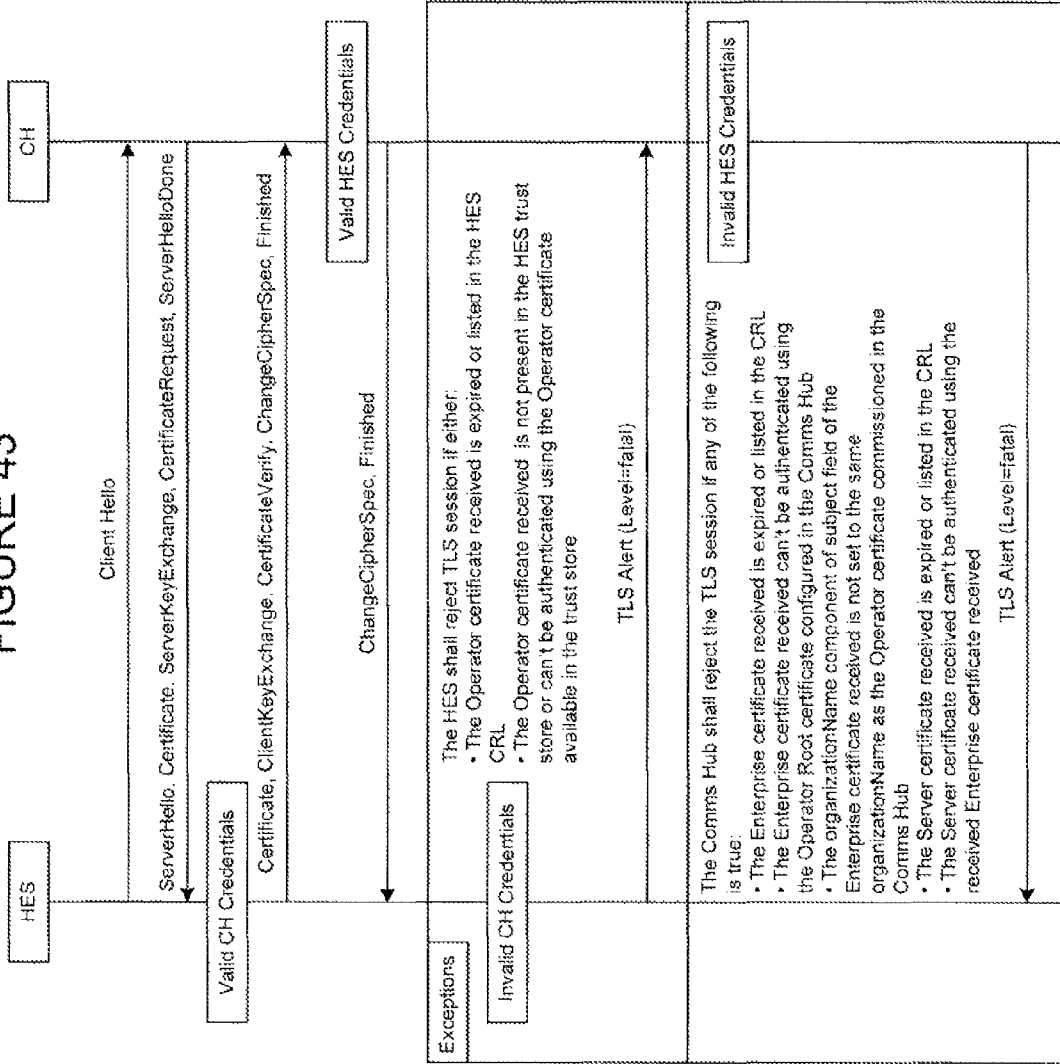 FIGURE 43
HES
CH
Client Hello
ServerHello, Certificate, ServerKeyExchange, CertificateRequest, ServerHelloDone
Valid CH Credentials
Certificate, ClientKeyExchange, CertificateVerify, ChangeCipherSpec, Finished
Valid HES Credentials
ChangeCipherSpec, Finished
Exceptions
The HES shall reject TLS session if either:
• The Operator certificate received is expired or listed in the HES
CRL
• The Operator certificate received is not present in the HES trust
store or can't be authenticated using the Operator certificate
available in the trust store
Invalid CH Credentials
TLS Alert (Level=fatal)
The Comms Hub shall reject the TLS session if any of the following
is true:
• The Enterprise certificate received is expired or listed in the CRL
• The Enterprise certificate received can't be authenticated using
the Operator Root certificate configured in the Comms Hub
• The organizationName component of subject field of the
Enterprise certificate received is not set to the same
organizationName as the Operator certificate commissioned in the
Comms Hub
• The Server certificate received is expired or listed in the CRL
• The Server certificate received can't be authenticated using the
received Enterprise certificate received
Invalid HES Credentials
TLS Alert (Level=fatal)